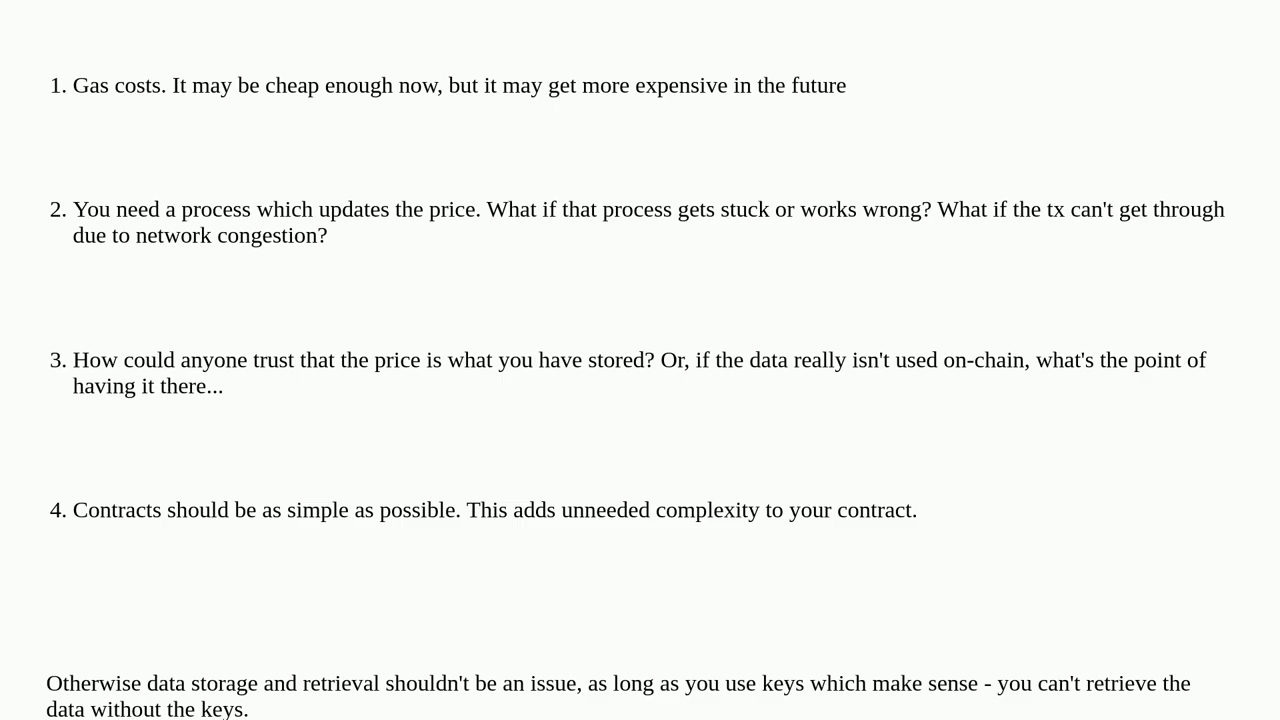 1. Gas costs. It may be cheap enough now, but it may get more expensive in the future
2. You need a process which updates the price. What if that process gets stuck or works wrong? What if the tx can't get through
due to network congestion?
3. How could anyone trust that the price is what you have stored? Or, if the data really isn't used on-chain, what's the point of
having it there...
4. Contracts should be as simple as possible. This adds unneeded complexity to your contract.
Otherwise data storage and retrieval shouldn't be an issue, as long as you use keys which make sense - you can't retrieve the
data without the keys.